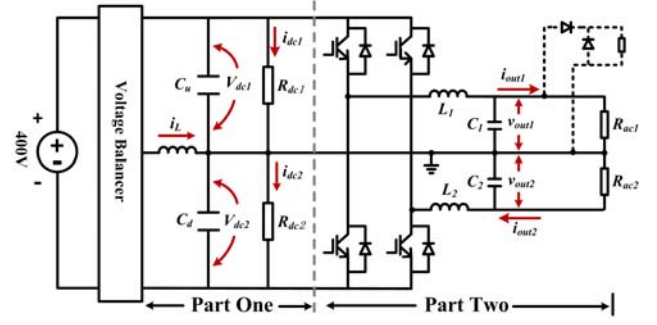 +
400V
-
+
-
Voltage Balancer
i_L
C_u
V_dc1
i_dc1
R_dc1
C_d
V_dc2
i_dc2
R_dc2
L_1
i_out1
C_1
v_out1
R_ac1
C_2
v_out2
R_ac2
L_2
i_out2
Part One
Part Two